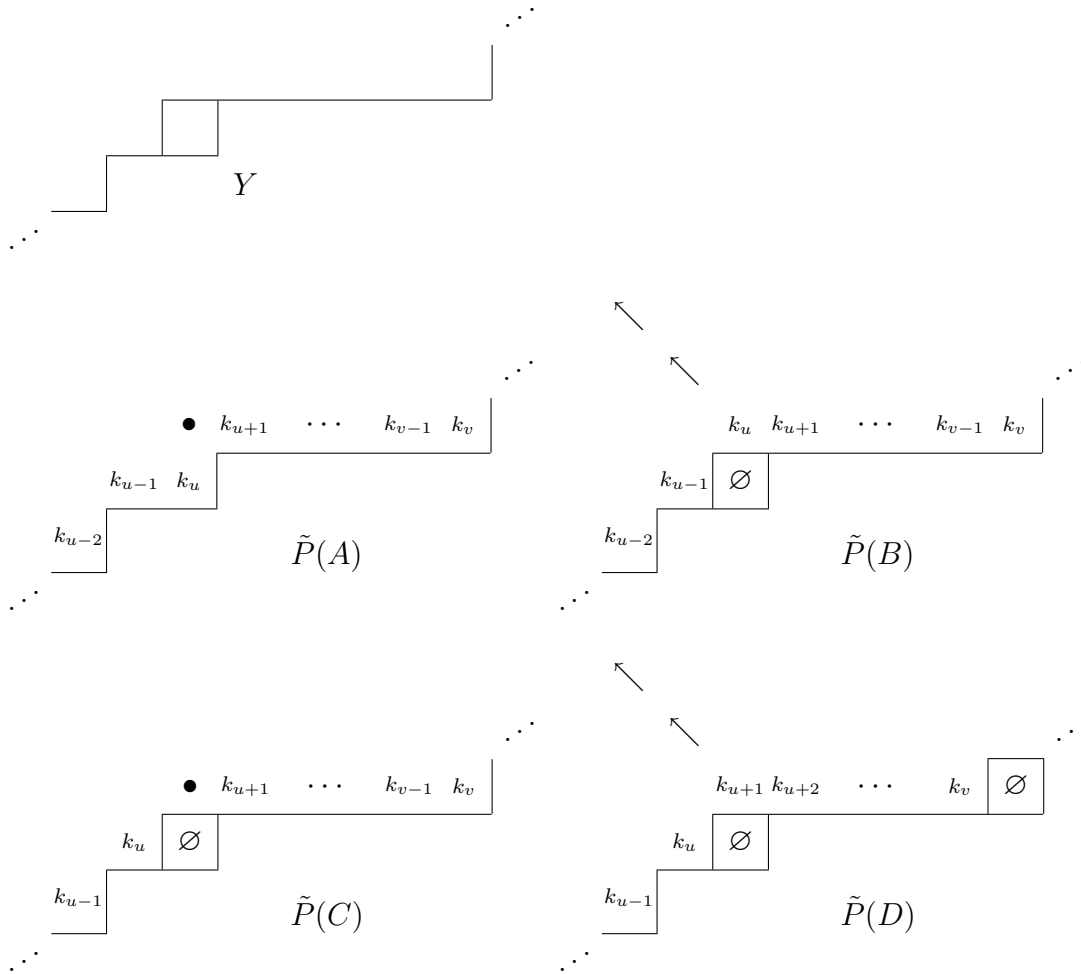 Y
• k_{u+1} ⋯ k_{v−1} k_v
k_u k_{u+1} ⋯ k_{v−1} k_v
k_{u−1} k_u
k_{u−1} ∅
k_{u−2}
k_{u−2}
P̃(A)
P̃(B)
• k_{u+1} ⋯ k_{v−1} k_v
k_{u+1} k_{u+2} ⋯ k_v ∅
k_u ∅
k_u ∅
k_{u−1}
k_{u−1}
P̃(C)
P̃(D)